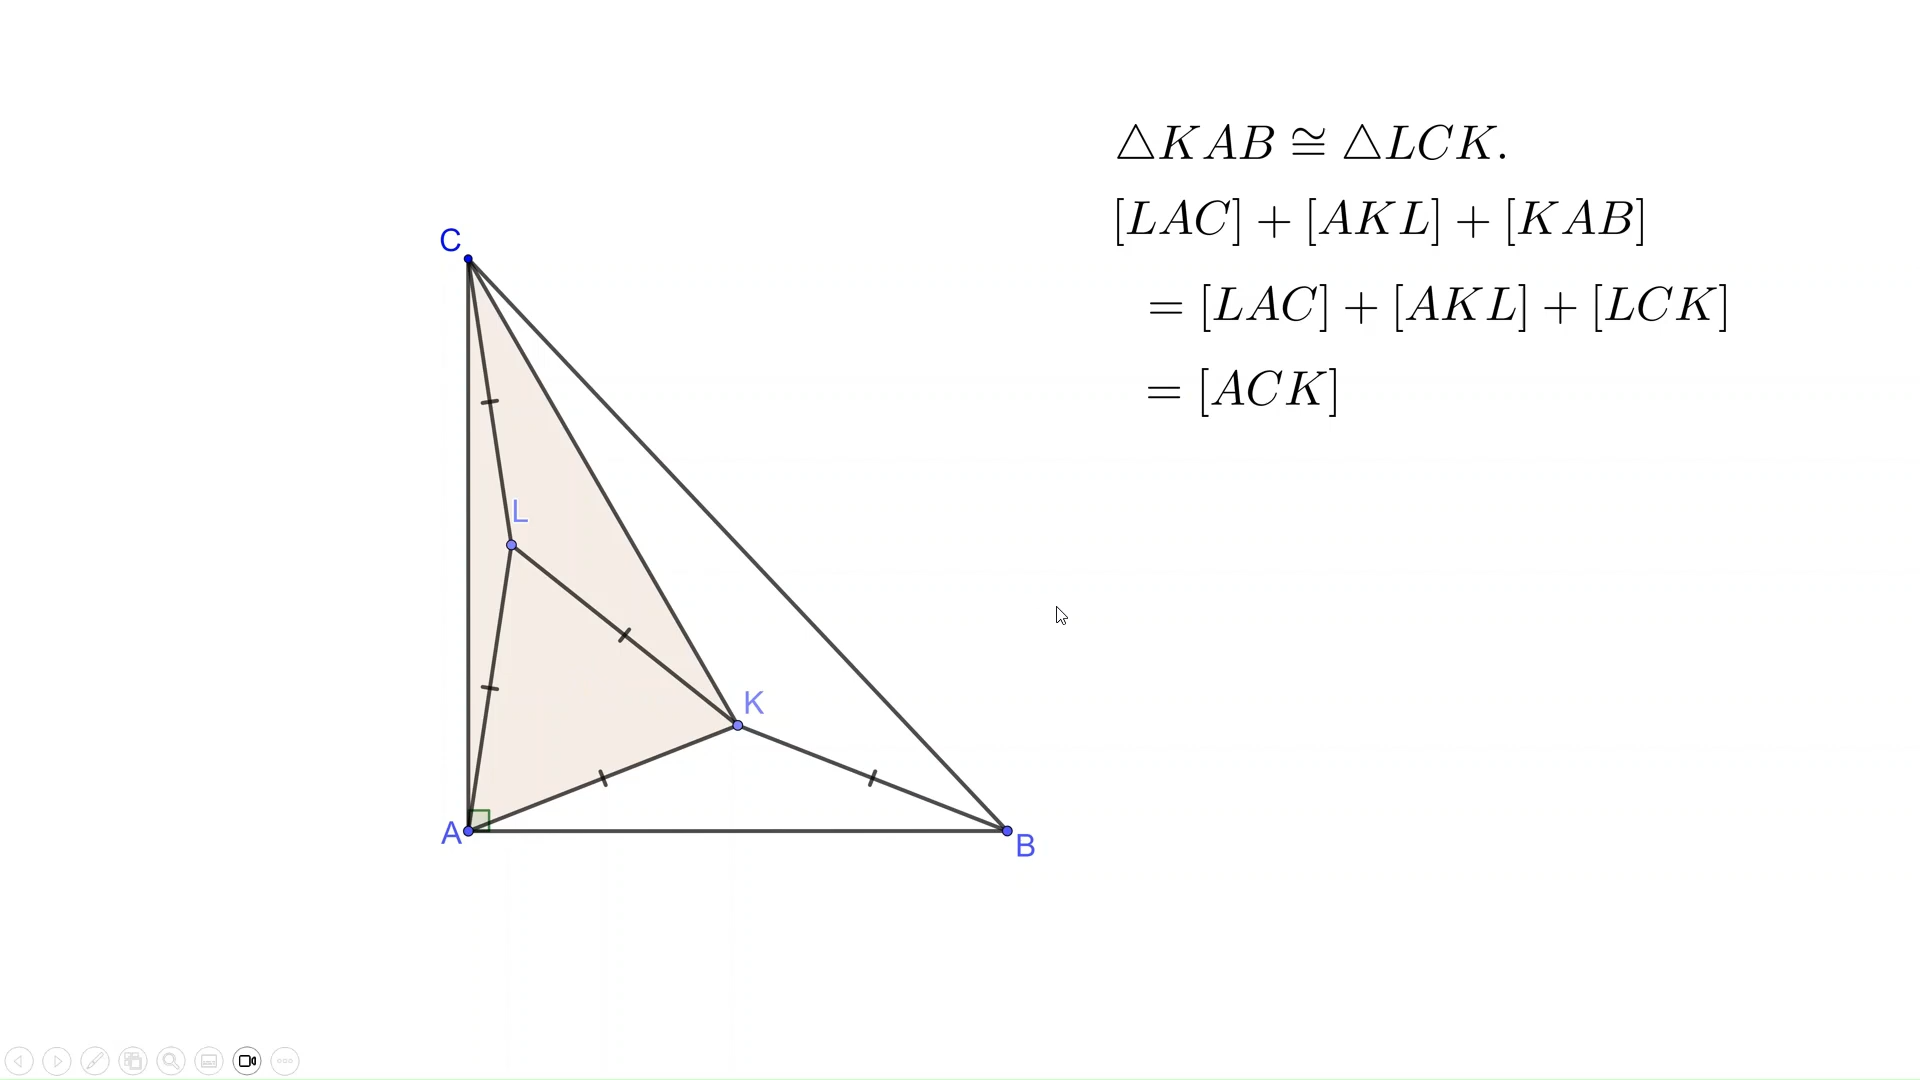 △KAB ≅ △LCK.
[LAC] + [AKL] + [KAB]
= [LAC] + [AKL] + [LCK]
= [ACK]
C
L
K
A
B